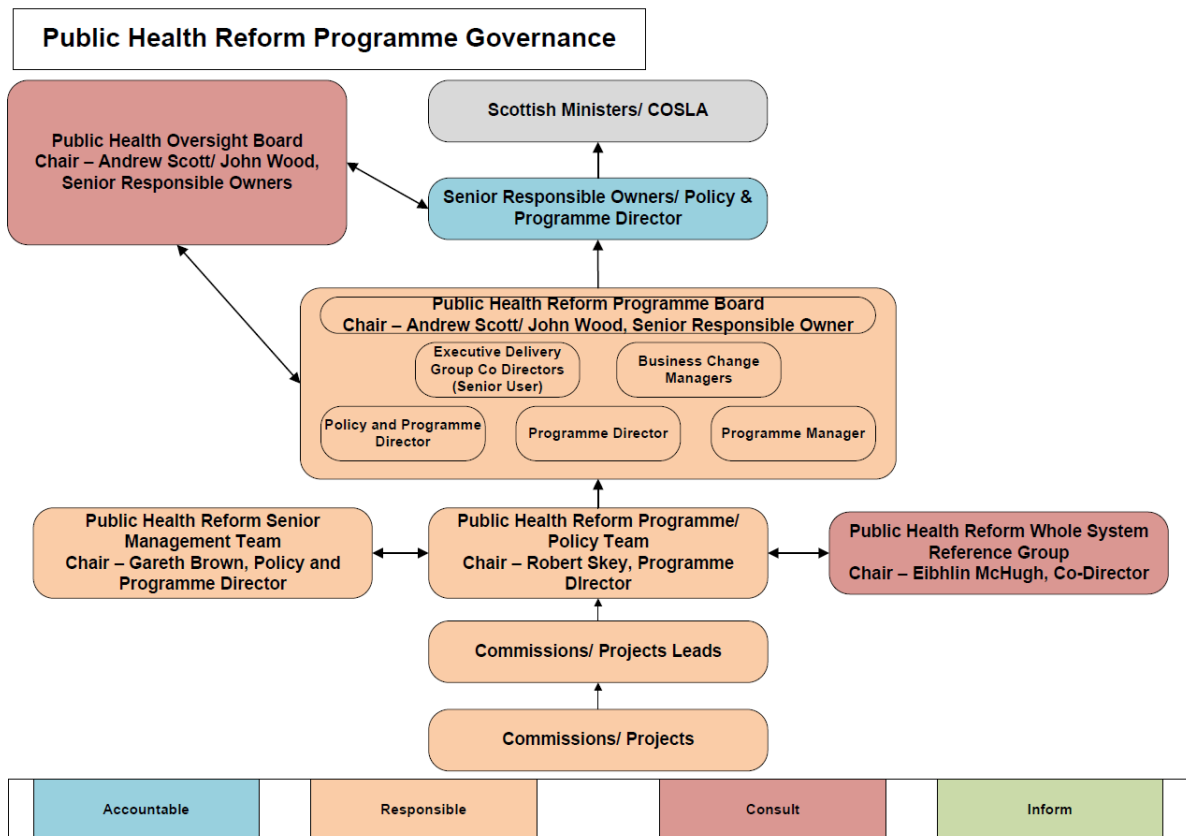 Public Health Reform Programme Governance
Scottish Ministers/ COSLA
Public Health Oversight Board
Chair – Andrew Scott/ John Wood,
Senior Responsible Owners
Senior Responsible Owners/ Policy &
Programme Director
Public Health Reform Programme Board
Chair – Andrew Scott/ John Wood, Senior Responsible Owner
Executive Delivery
Group Co Directors
(Senior User)
Business Change
Managers
Policy and Programme
Director
Programme Director
Programme Manager
Public Health Reform Senior
Management Team
Chair – Gareth Brown, Policy and
Programme Director
Public Health Reform Programme/
Policy Team
Chair – Robert Skey, Programme
DIrector
Public Health Reform Whole System
Reference Group
Chair – Eibhlin McHugh, Co-Director
Commissions/ Projects Leads
Commissions/ Projects
Accountable
Responsible
Consult
Inform